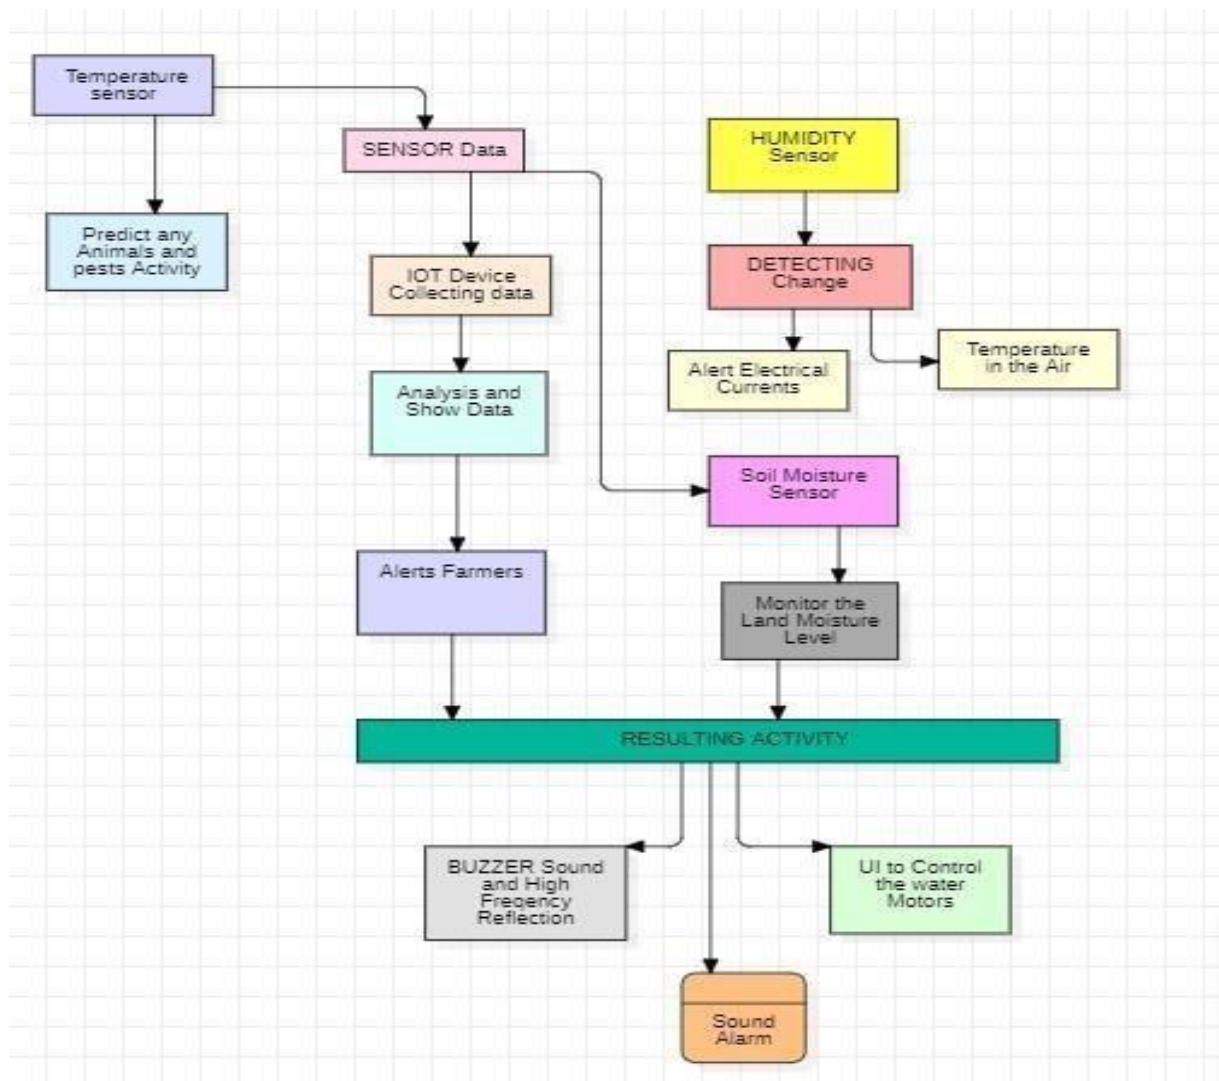 Temperature
sensor
SENSOR Data
HUMIDITY
Sensor
Predict any
Animals and
pests Activity
IOT Device
Collecting data
DETECTING
Change
Alert Electrical
Currents
Temperature
in the Air
Analysis and
Show Data
Soil Moisture
Sensor
Alerts Farmers
Monitor the
Land Moisture
Level
RESULTING ACTIVITY
BUZZER Sound
and High
Freqency
Reflection
UI to Control
the water
Motors
Sound
Alarm